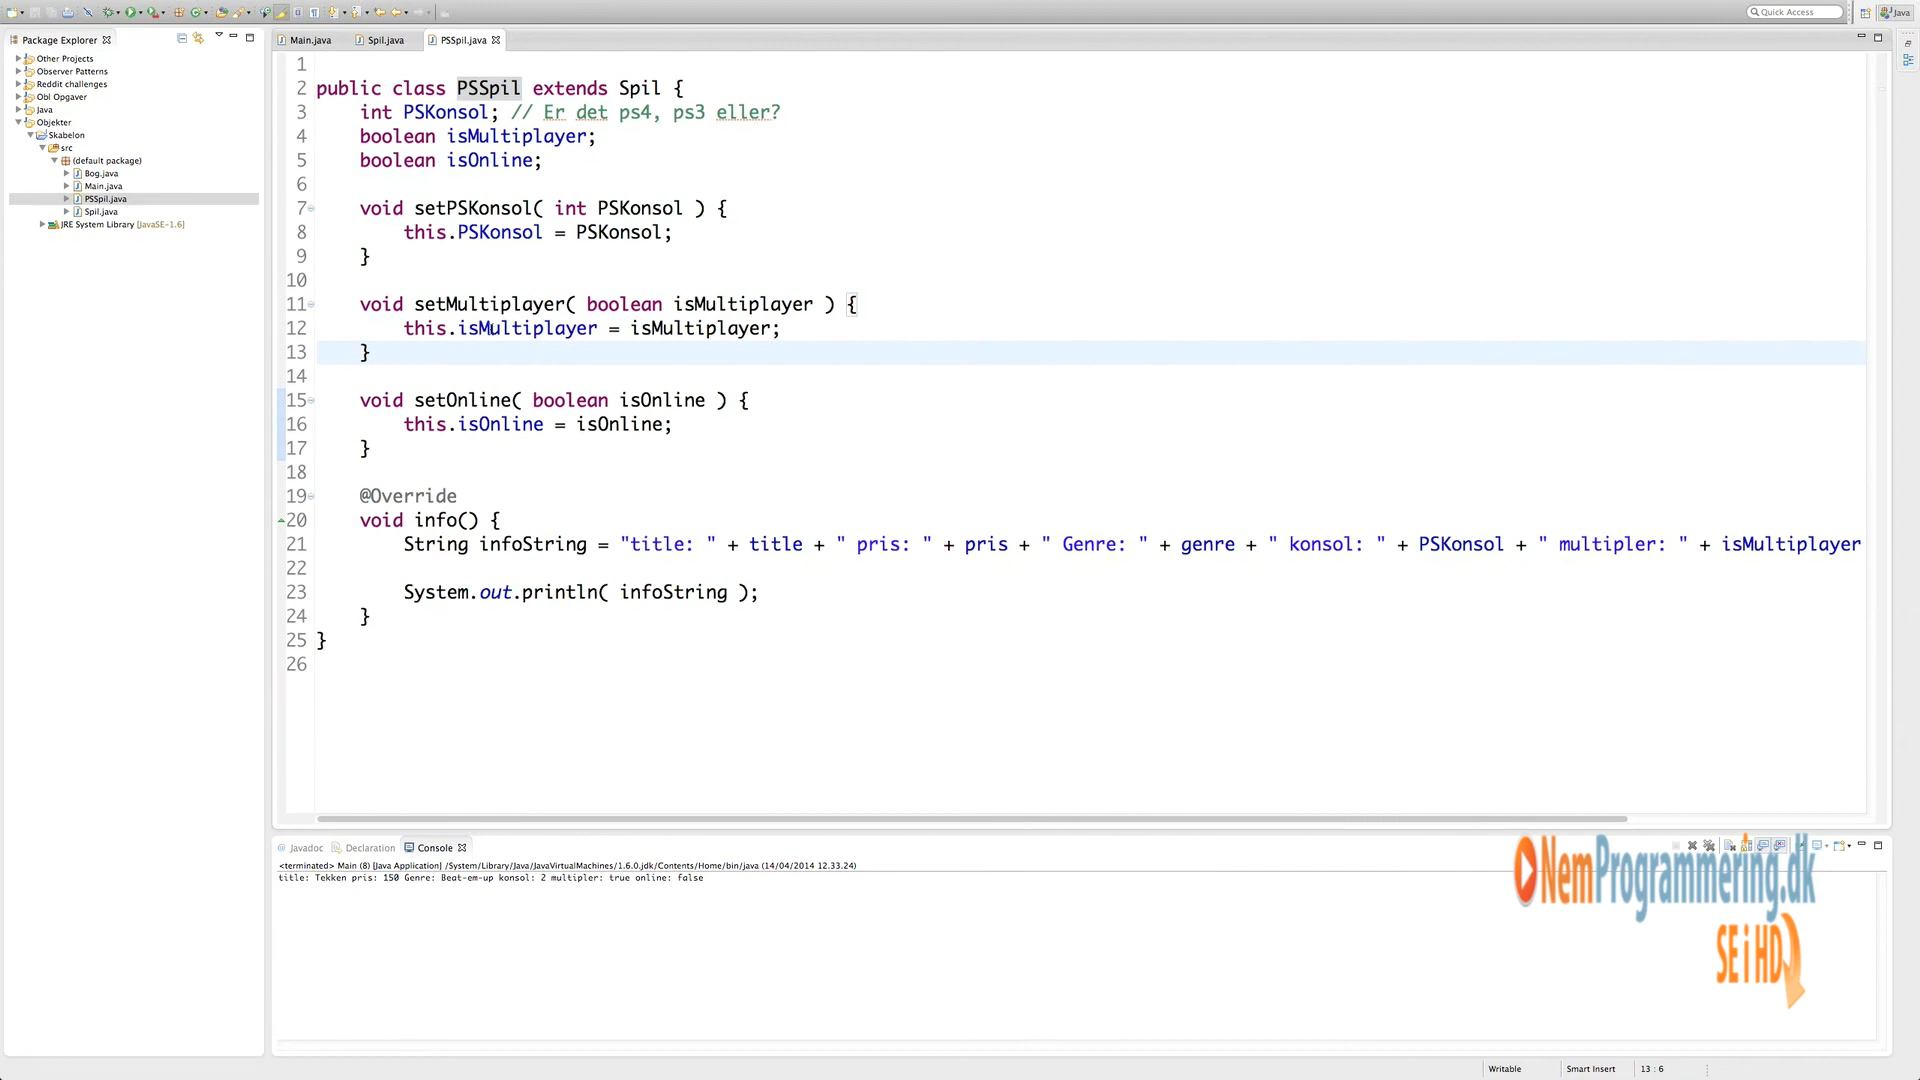 Quick Access
Java
Package Explorer
Main.java
Spil.java
PSSpil.java
Other Projects
Observer Patterns
Reddit challenges
Obl Opgaver
Java
Objekter
Skabelon
src
(default package)
Bog.java
Main.java
PSSpil.java
Spil.java
JRE System Library [JavaSE-1.6]
1
2 public class PSSpil extends Spil {
3 int PSKonsol; // Er det ps4, ps3 eller?
4 boolean isMultiplayer;
5 boolean isOnline;
6
7 void setPSKonsol( int PSKonsol ) {
8 this.PSKonsol = PSKonsol;
9 }
10
11 void setMultiplayer( boolean isMultiplayer ) {
12 this.isMultiplayer = isMultiplayer;
13 }
14
15 void setOnline( boolean isOnline ) {
16 this.isOnline = isOnline;
17 }
18
19 @Override
20 void info() {
21 String infoString = "title: " + title + " pris: " + pris + " Genre: " + genre + " konsol: " + PSKonsol + " multipler: " + isMultiplayer
22
23 System.out.println( infoString );
24 }
25 }
26
Javadoc Declaration Console
<terminated> Main (8) [Java Application] /System/Library/Java/JavaVirtualMachines/1.6.0.jdk/Contents/Home/bin/java (14/04/2014 12.33.24)
title: Tekken pris: 150 Genre: Beat-em-up konsol: 2 multipler: true online: false
NemProgrammering.dk
SE i HD
Writable Smart Insert 13 : 6